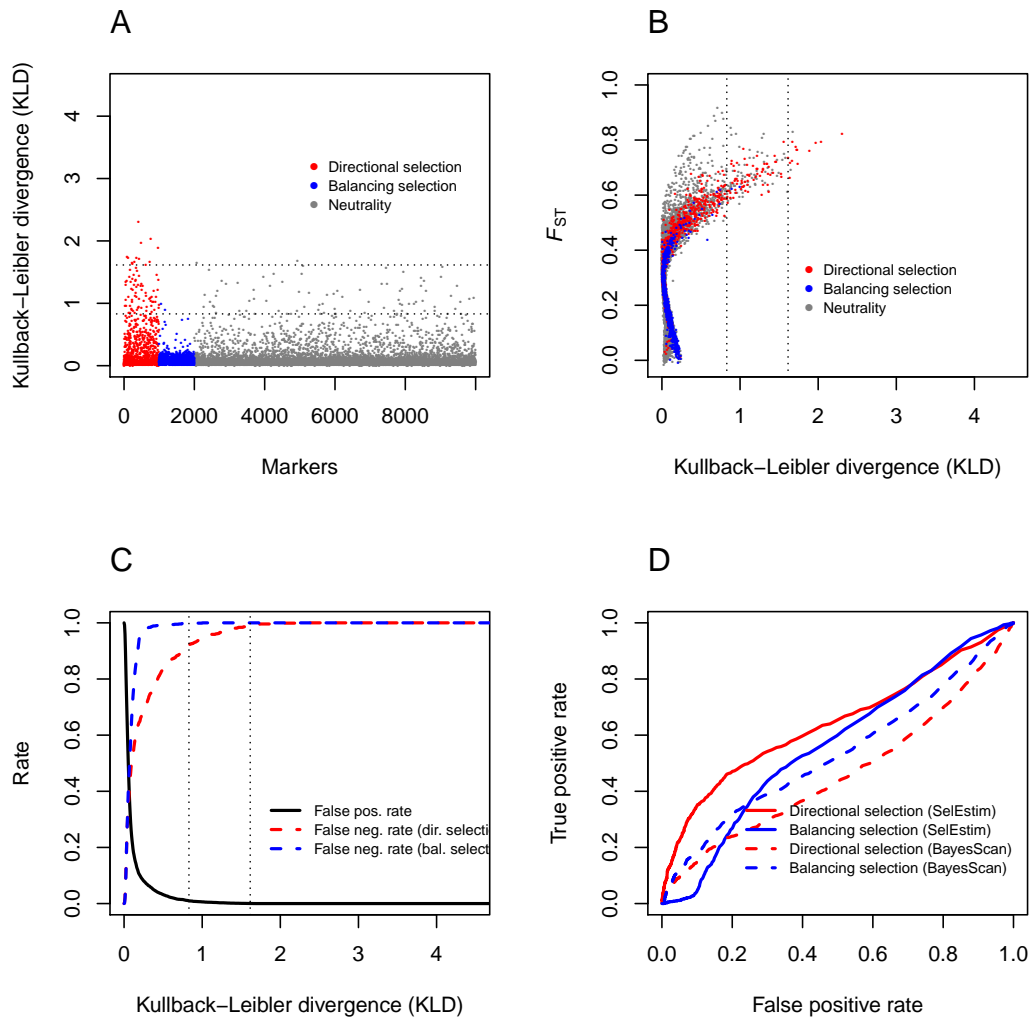 A
Kullback−Leibler divergence (KLD)
4
3
2
1
0
Directional selection
Balancing selection
Neutrality
0 2000 4000 6000 8000
Markers
B
FST
1.0
0.8
0.6
0.4
0.2
0.0
Directional selection
Balancing selection
Neutrality
0 1 2 3 4
Kullback−Leibler divergence (KLD)
C
Rate
1.0
0.8
0.6
0.4
0.2
0.0
False pos. rate
False neg. rate (dir. selecti
False neg. rate (bal. select
0 1 2 3 4
Kullback−Leibler divergence (KLD)
D
True positive rate
1.0
0.8
0.6
0.4
0.2
0.0
Directional selection (SelEstim)
Balancing selection (SelEstim)
Directional selection (BayesScan)
Balancing selection (BayesScan)
0.0 0.2 0.4 0.6 0.8 1.0
False positive rate